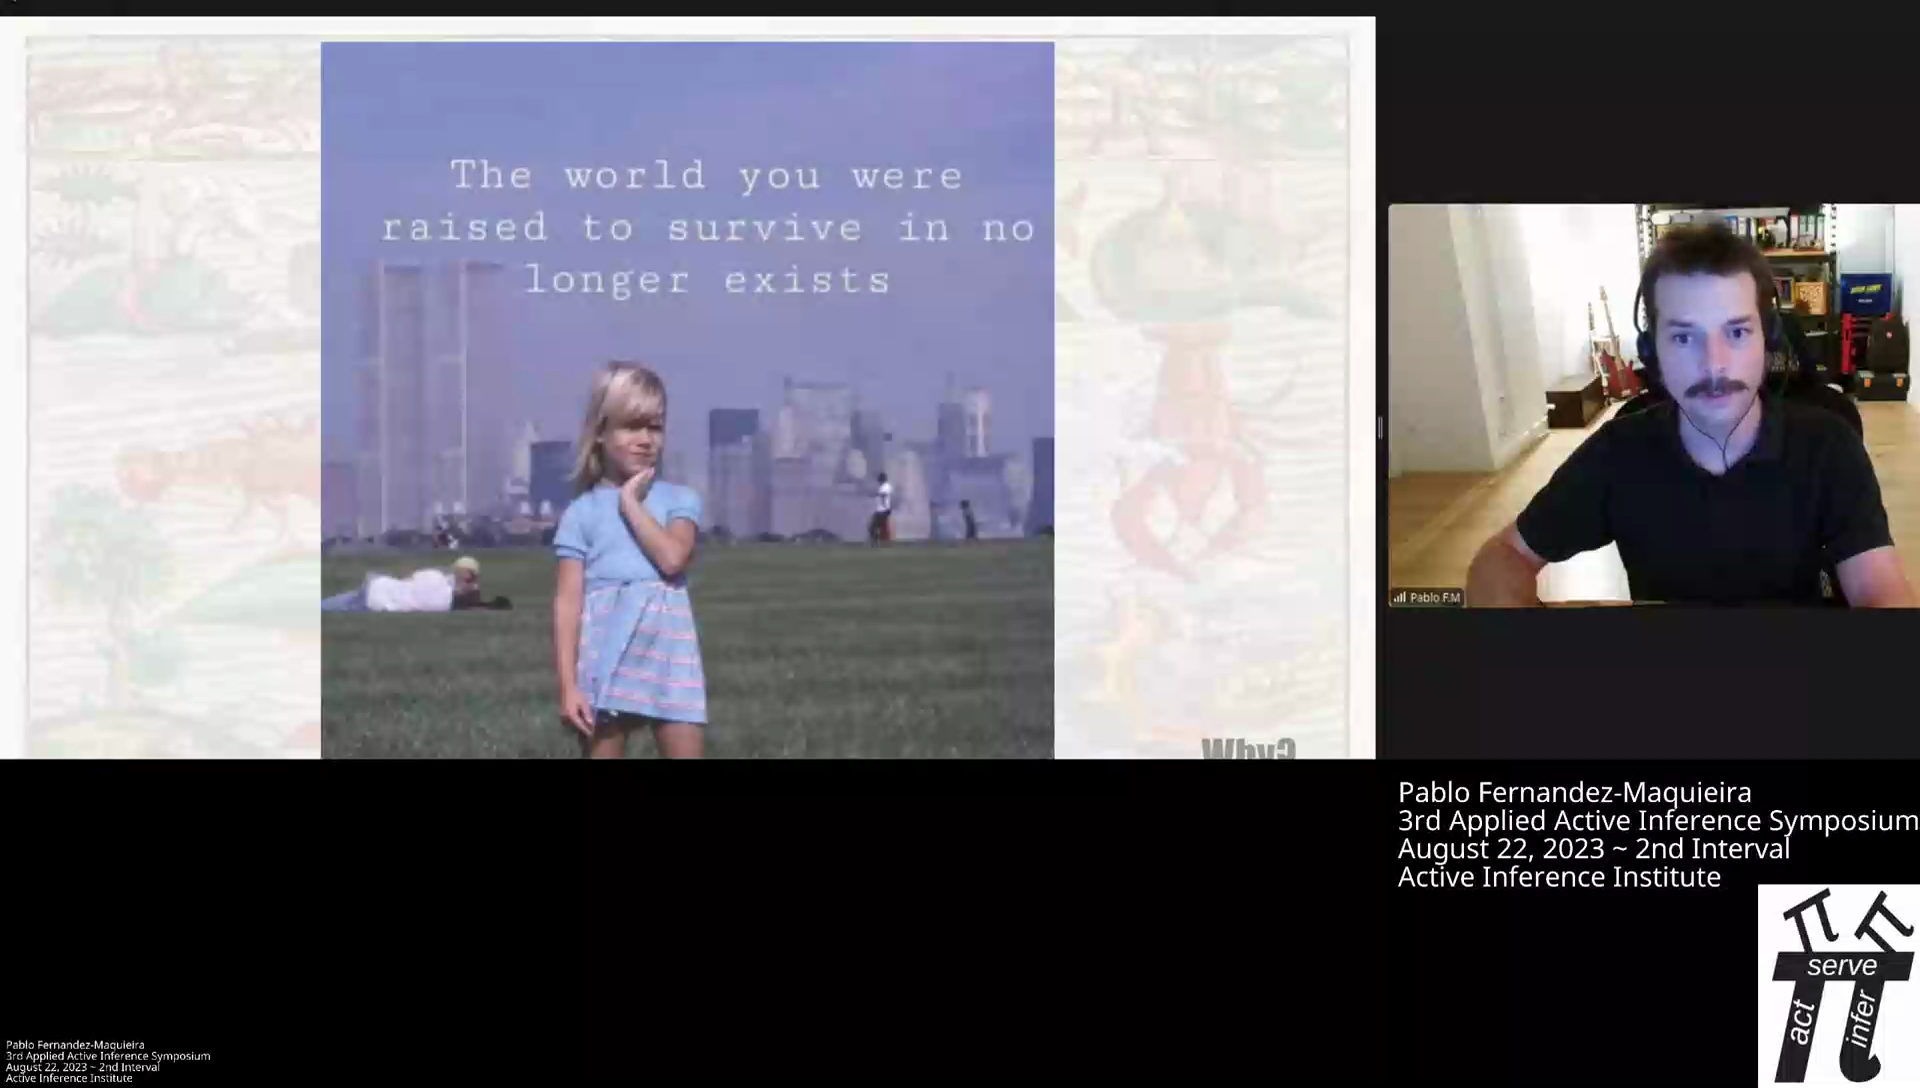 The world you were
raised to survive in no
longer exists
Why?
Pablo F.M
Pablo Fernandez-Maquieira
3rd Applied Active Inference Symposium
August 22, 2023 ~ 2nd Interval
Active Inference Institute
serve
act
infer
Pablo Fernandez-Maquieira
3rd Applied Active Inference Symposium
August 22, 2023 ~ 2nd Interval
Active Inference Institute